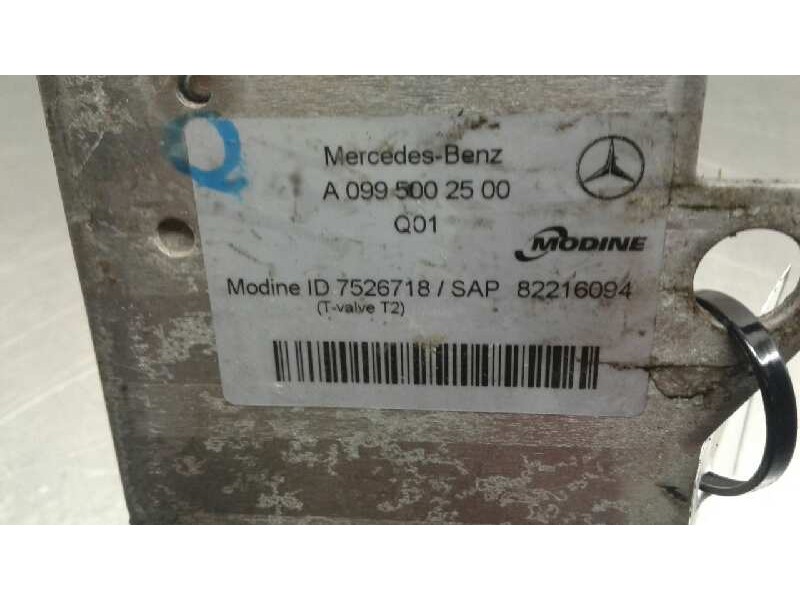 Mercedes-Benz
A 099 500 25 00
Q01
MODINE
Modine ID 7526718 / SAP 82216094
(T-valve T2)